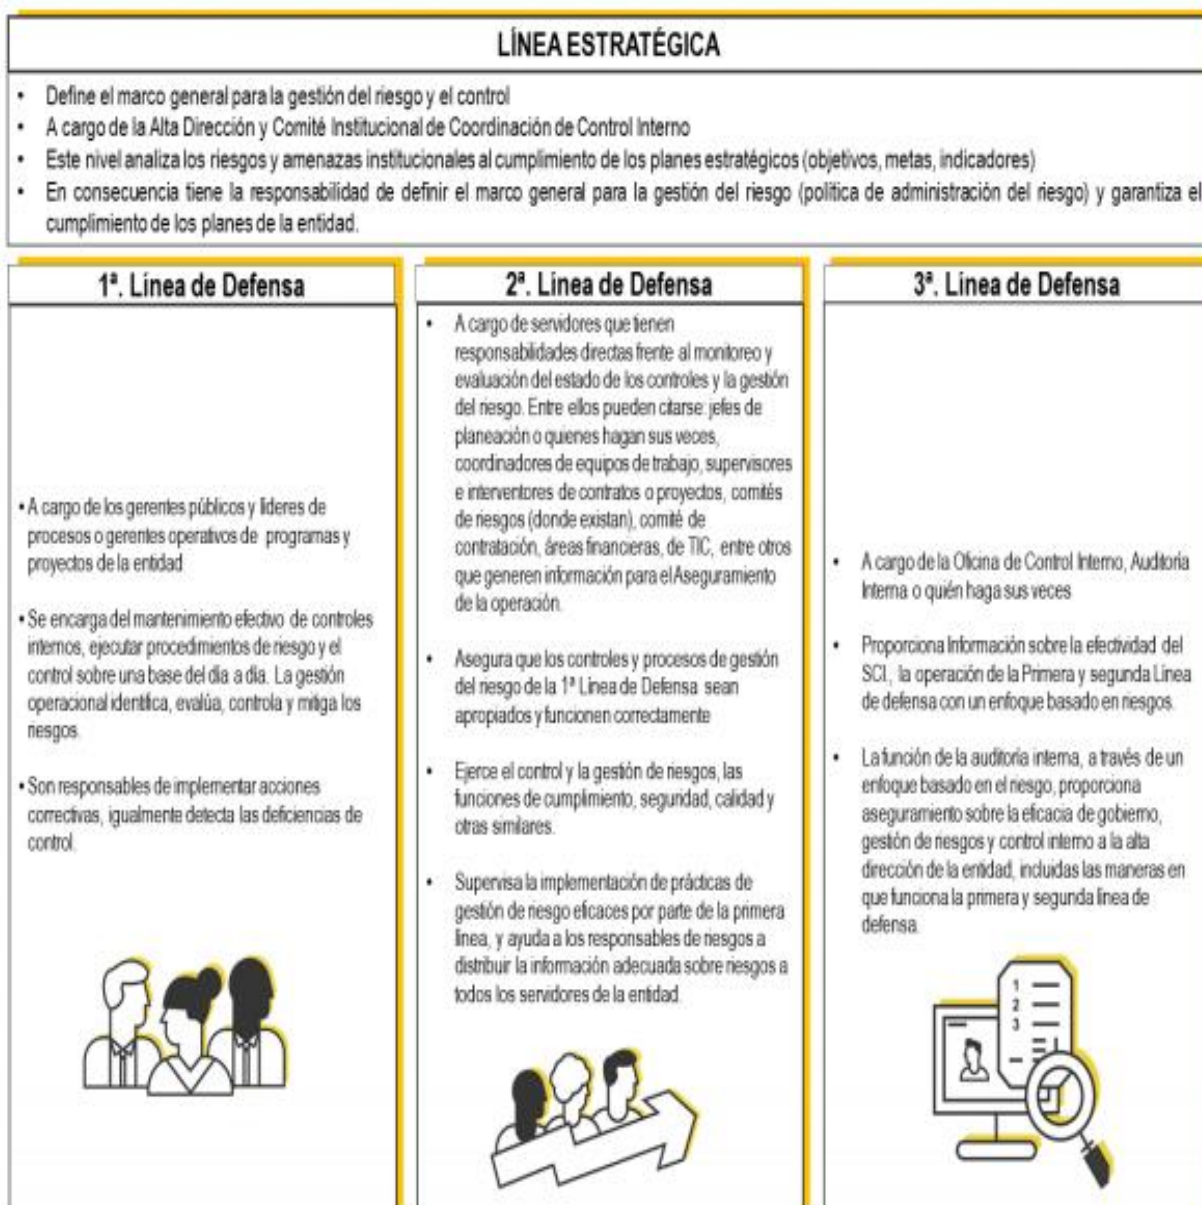 LÍNEA ESTRATÉGICA
• Define el marco general para la gestión del riesgo y el control
• A cargo de la Alta Dirección y Comité Institucional de Coordinación de Control Interno
• Este nivel analiza los riesgos y amenazas institucionales al cumplimiento de los planes estratégicos (objetivos, metas, indicadores)
• En consecuencia tiene la responsabilidad de definir el marco general para la gestión del riesgo (política de administración del riesgo) y garantiza el
cumplimiento de los planes de la entidad.
1ª. Línea de Defensa
• A cargo de los gerentes públicos y líderes de
procesos o gerentes operativos de programas y
proyectos de la entidad
• Se encarga del mantenimiento efectivo de controles
internos, ejecutar procedimientos de riesgo y el
control sobre una base del día a día. La gestión
operacional identifica, evalúa, controla y mitiga los
riesgos.
• Son responsables de implementar acciones
correctivas, igualmente detecta las deficiencias de
control.
2ª. Línea de Defensa
• A cargo de servidores que tienen
responsabilidades directas frente al monitoreo y
evaluación del estado de los controles y la gestión
del riesgo. Entre ellos pueden citarse: jefes de
planeación o quienes hagan sus veces,
coordinadores de equipos de trabajo, supervisores
e interventores de contratos o proyectos, comités
de riesgos (donde existan), comité de
contratación, áreas financieras, de TIC, entre otros
que generen información para el Aseguramiento
de la operación.
• Asegura que los controles y procesos de gestión
del riesgo de la 1ª Línea de Defensa sean
apropiados y funcionen correctamente
• Ejerce el control y la gestión de riesgos, las
funciones de cumplimiento, seguridad, calidad y
otras similares.
• Supervisa la implementación de prácticas de
gestión de riesgo eficaces por parte de la primera
línea, y ayuda a los responsables de riesgos a
distribuir la información adecuada sobre riesgos a
todos los servidores de la entidad.
3ª. Línea de Defensa
• A cargo de la Oficina de Control Interno, Auditoría
Interna o quién haga sus veces
• Proporciona Información sobre la efectividad del
SCI., la operación de la Primera y segunda Línea
de defensa con un enfoque basado en riesgos.
• La función de la auditoría interna, a través de un
enfoque basado en el riesgo, proporciona
aseguramiento sobre la eficacia de gobierno,
gestión de riesgos y control interno a la alta
dirección de la entidad, incluidas las maneras en
que funciona la primera y segunda línea de
defensa.
1
2
3